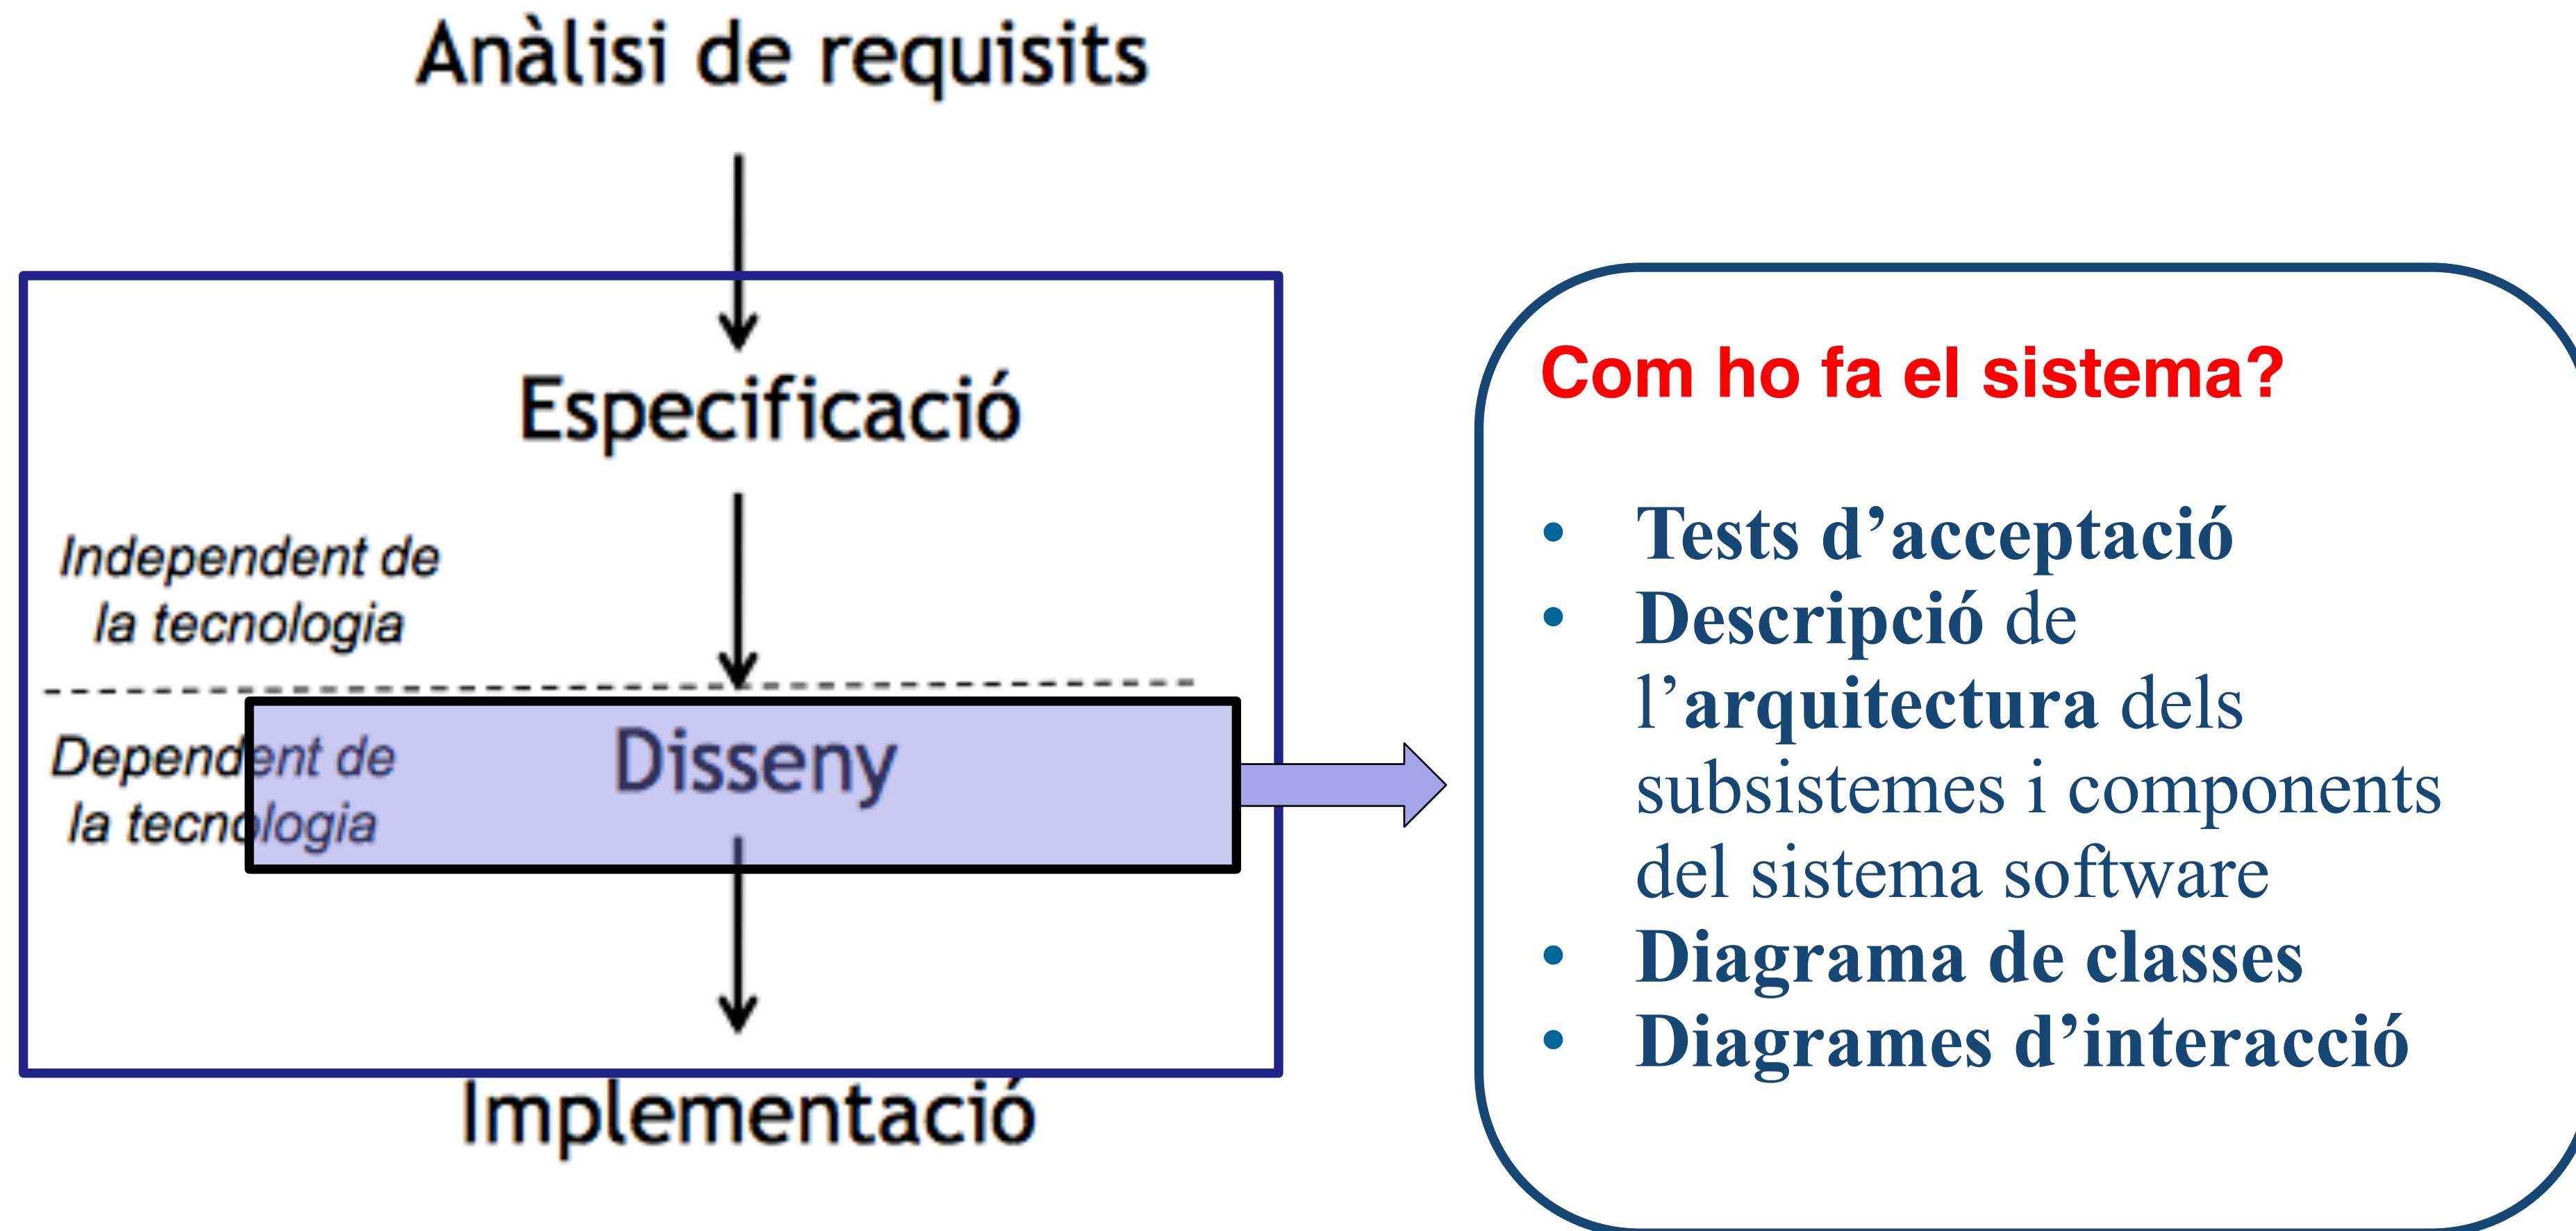 Anàlisi de requisits
Especificació
Independent de
la tecnologia
Dependent de
la tecnologia
Disseny
Implementació
Com ho fa el sistema?
• Tests d’acceptació
• Descripció de
l’arquitectura dels
subsistemes i components
del sistema software
• Diagrama de classes
• Diagrames d’interacció